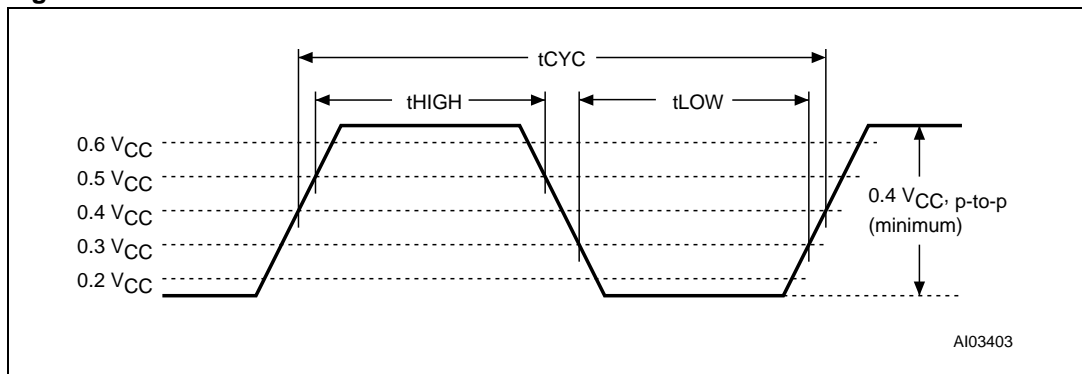 tCYC
tHIGH
tLOW
0.6 VCC
0.5 VCC
0.4 VCC
0.3 VCC
0.2 VCC
0.4 VCC, p-to-p
(minimum)
AI03403